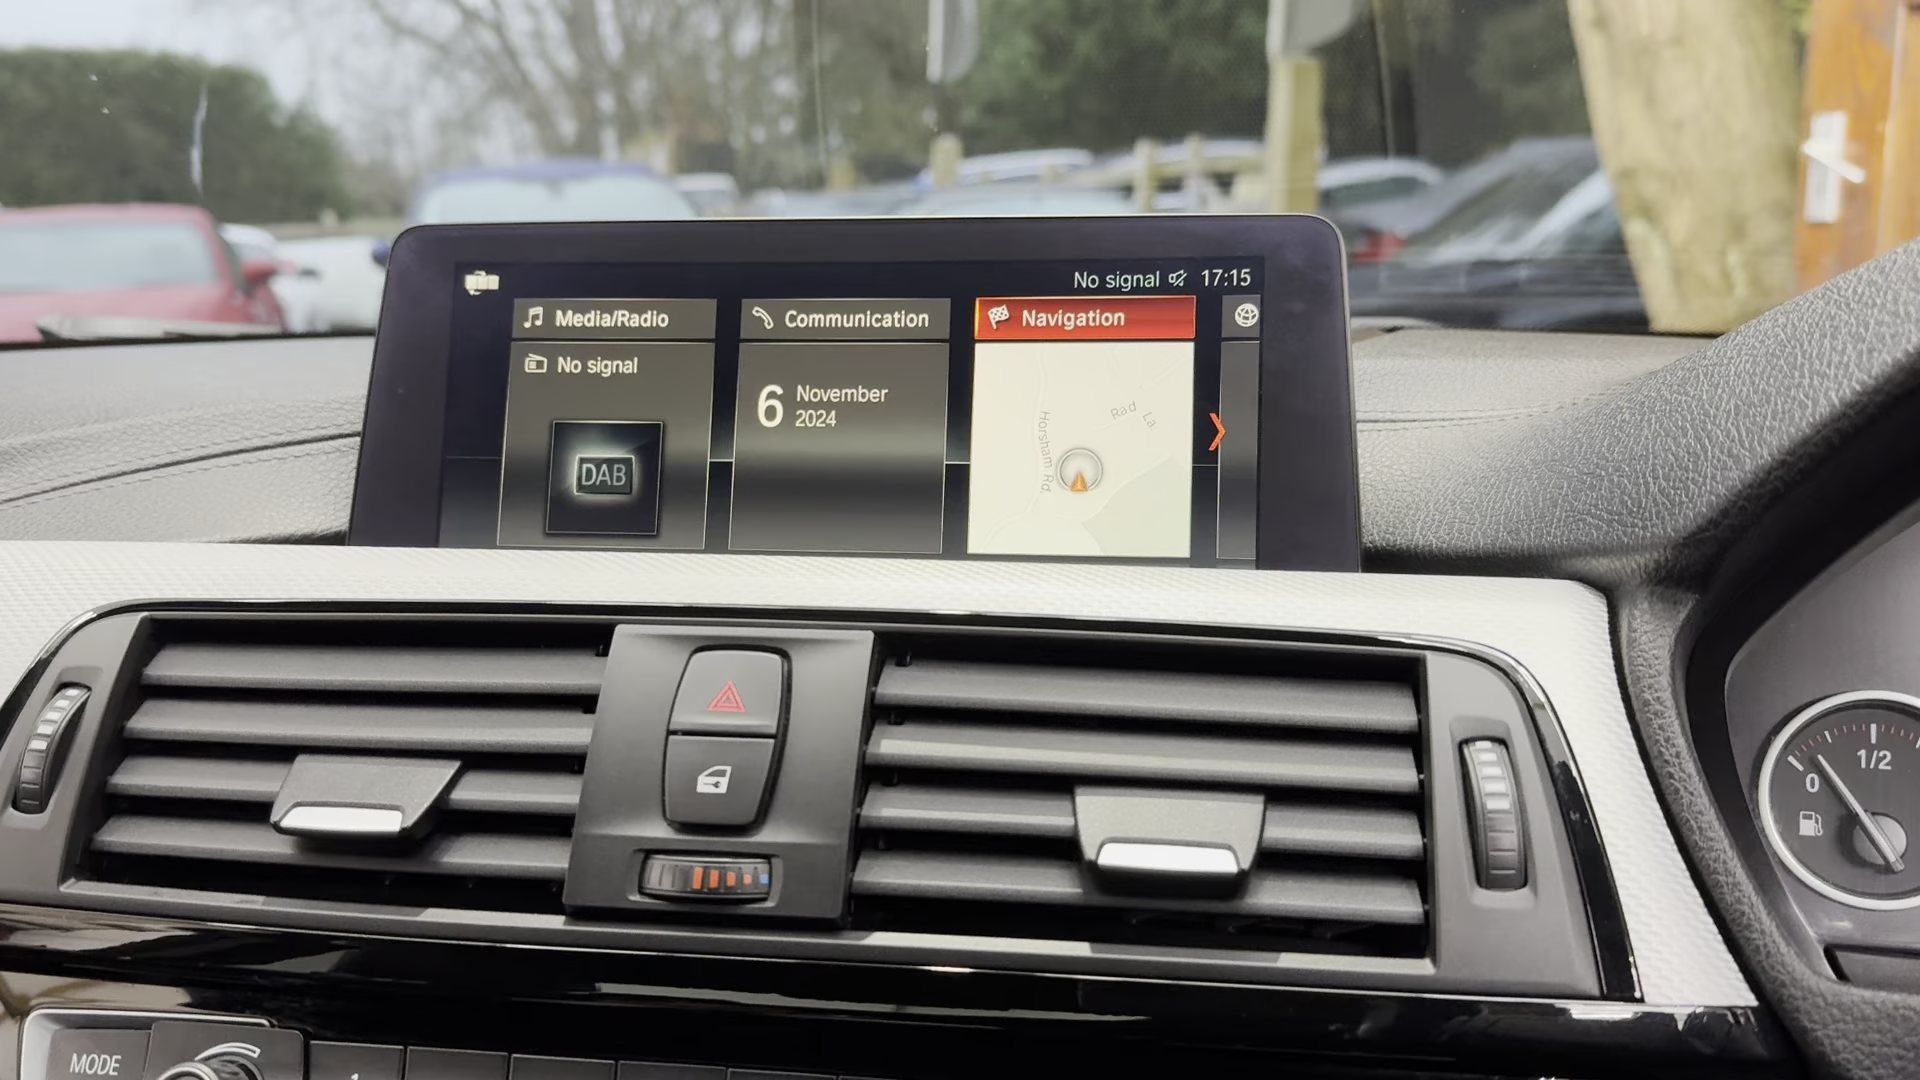 No signal 17:15
Media/Radio
Communication
Navigation
No signal
DAB
6 November
2024
Horsham Rd.
Rad La
0
1/2
MODE
1